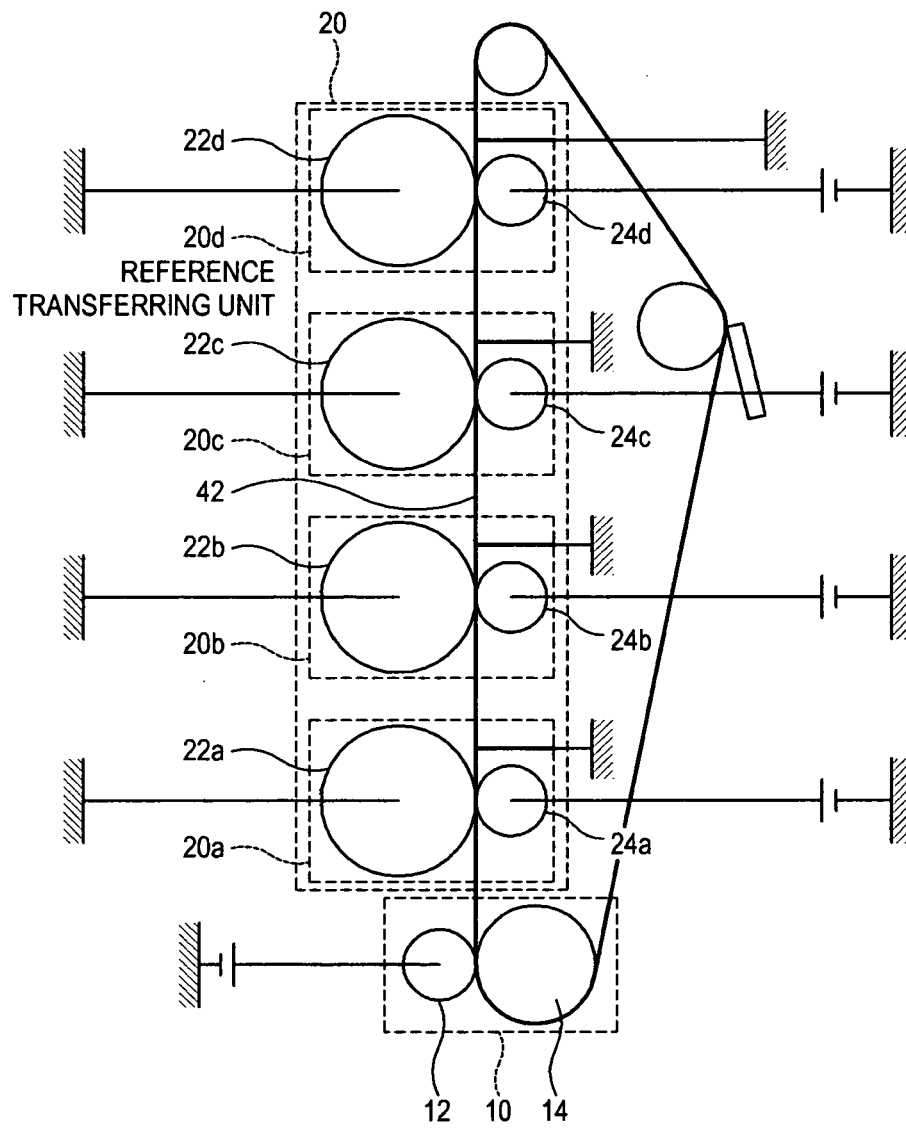 20
22d
20d
24d
REFERENCE
TRANSFERRING UNIT
22c
20c
24c
42
22b
20b
24b
22a
20a
24a
12
10
14